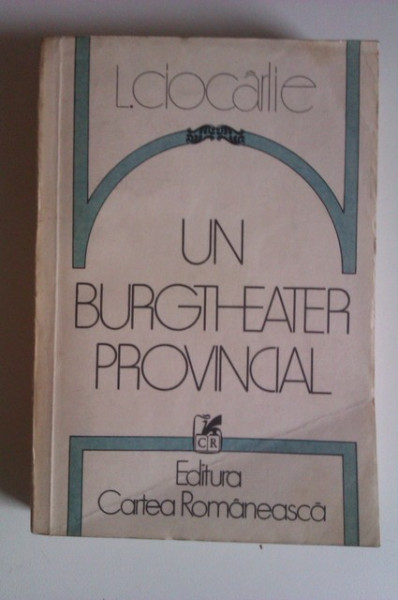 L.ciocârlie
UN
BURGTHEATER
PROVINCIAL
CR
Editura
Cartea Românească